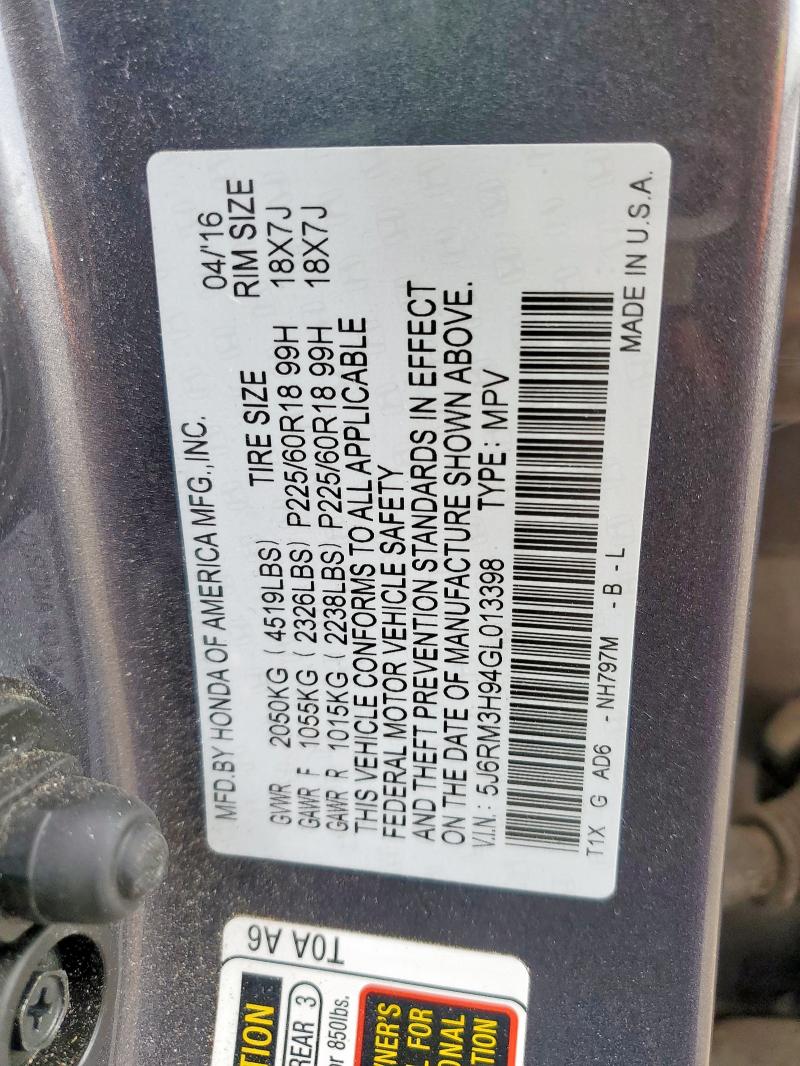 MFD.BY HONDA OF AMERICA MFG.,INC. 04/'16
GVWR 2050KG (4519LBS) TIRE SIZE RIM SIZE
GAWR F 1055KG (2326LBS) P225/60R18 99H 18X7J
GAWR R 1015KG (2238LBS) P225/60R18 99H 18X7J
THIS VEHICLE CONFORMS TO ALL APPLICABLE
FEDERAL MOTOR VEHICLE SAFETY
AND THEFT PREVENTION STANDARDS IN EFFECT
ON THE DATE OF MANUFACTURE SHOWN ABOVE.
V.I.N.: 5J6RM3H94GL013398 TYPE: MPV
T1X G AD6 -NH797M -B-L MADE IN U.S.A.
T0A A6
REAR 3
850lbs.
FOR